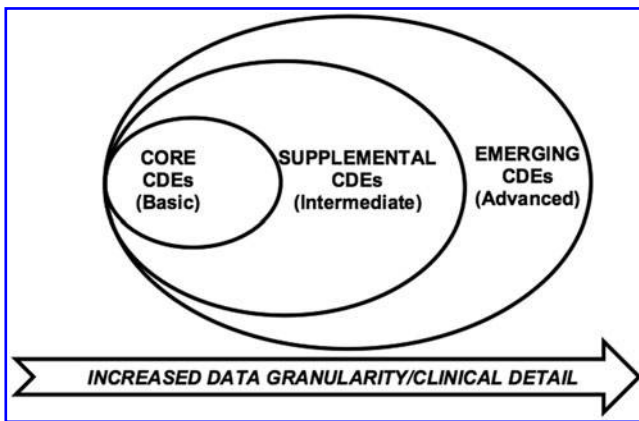 CORE
CDEs
(Basic)
SUPPLEMENTAL
CDEs
(Intermediate)
EMERGING
CDEs
(Advanced)
INCREASED DATA GRANULARITY/CLINICAL DETAIL